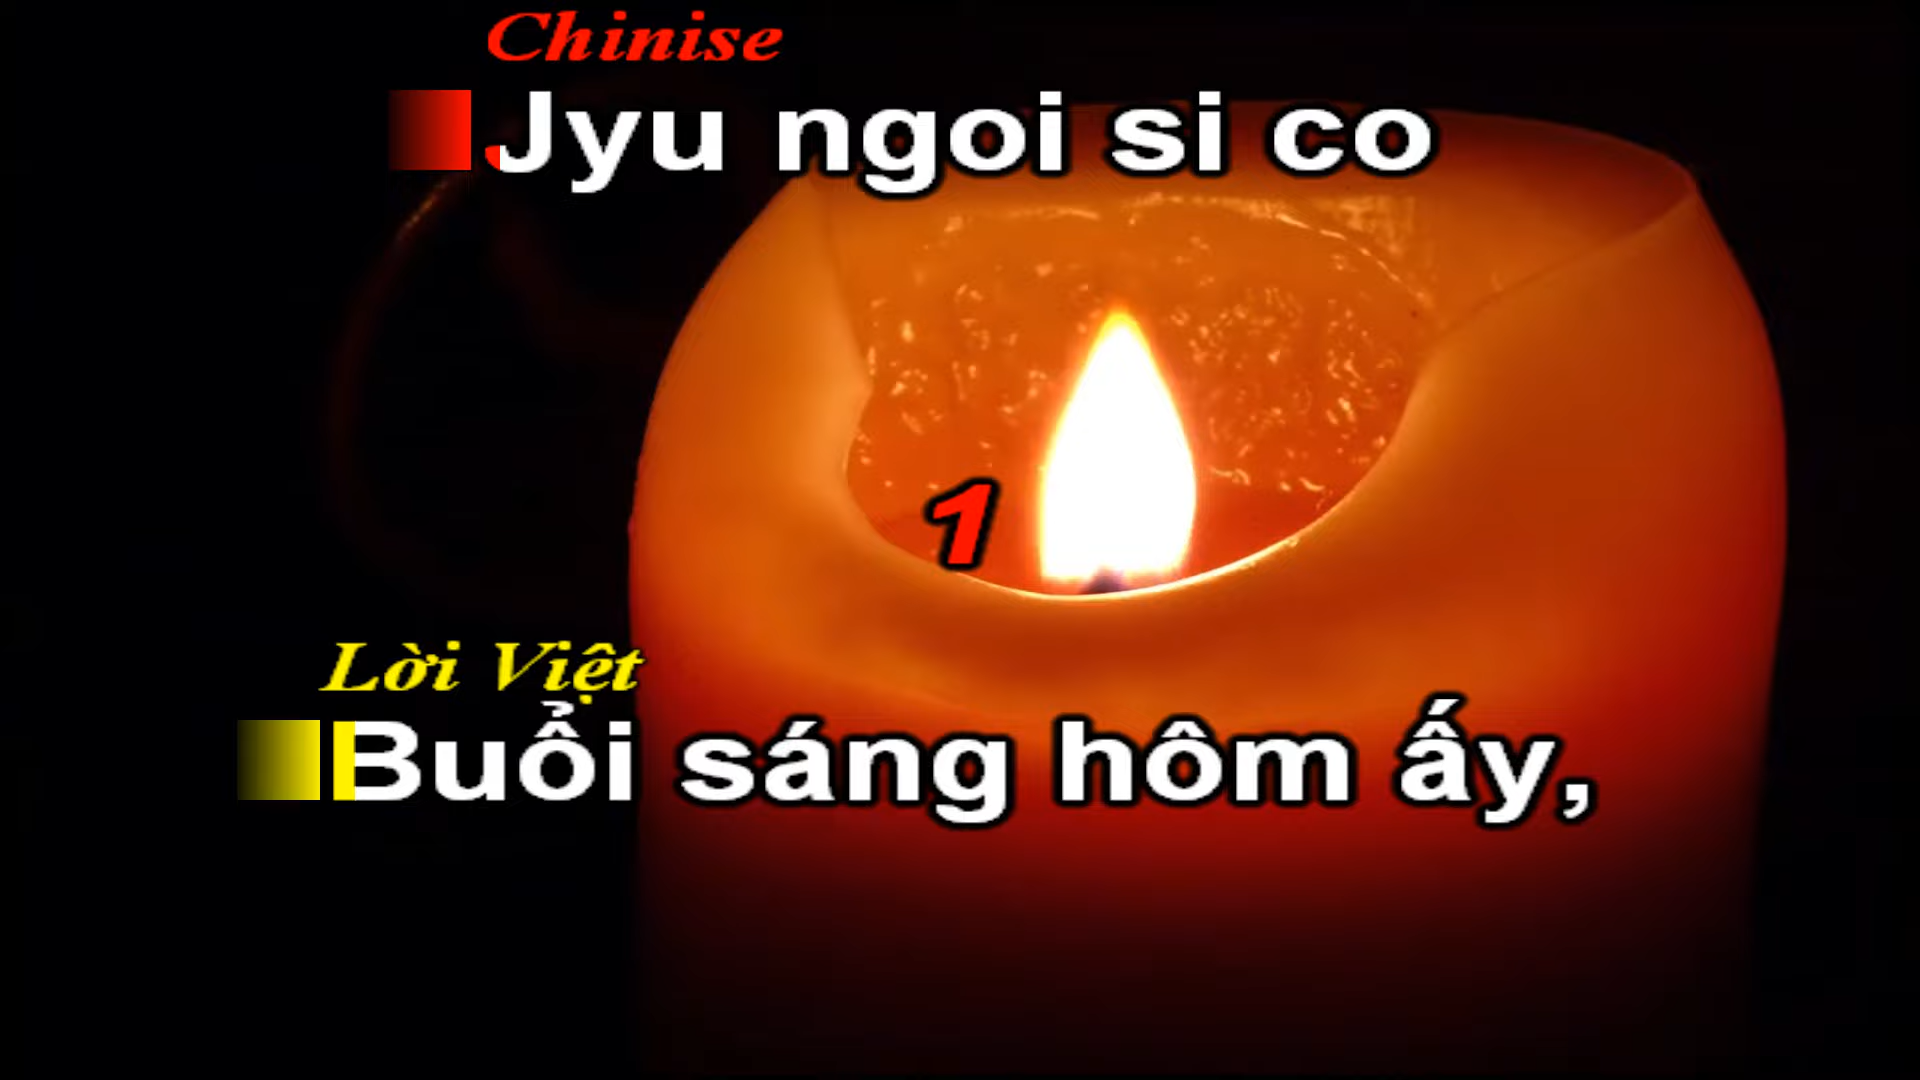 Chinise
Jyu ngoi si co
1
Lời Việt
Buổi sáng hôm ấy,